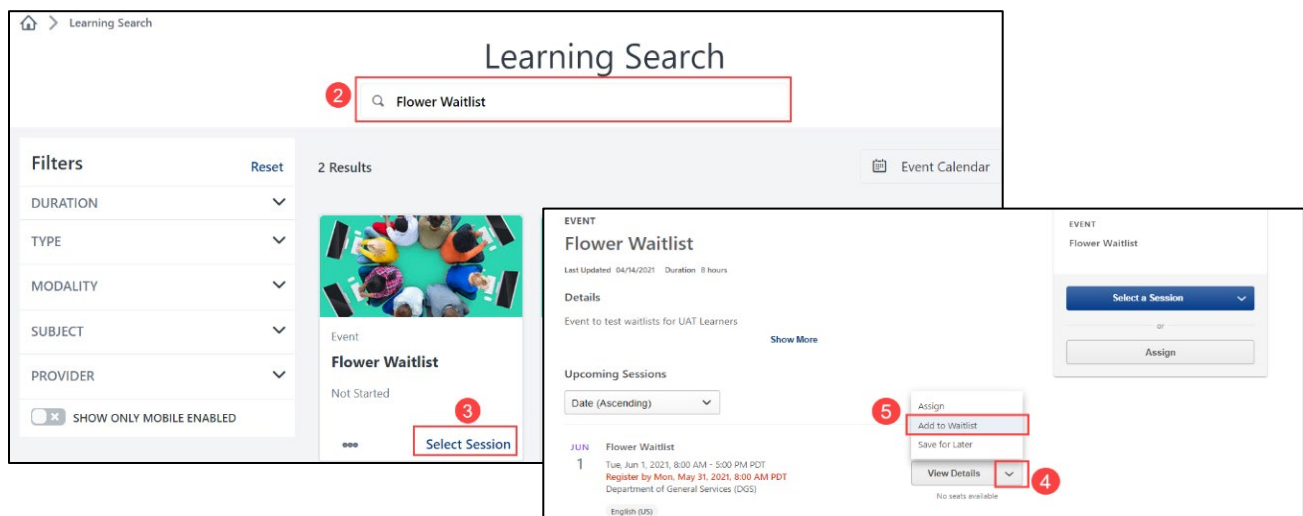 Learning Search
Learning Search
2
Flower Waitlist
Filters
Reset
2 Results
Event Calendar
DURATION
TYPE
MODALITY
SUBJECT
PROVIDER
SHOW ONLY MOBILE ENABLED
Event
Flower Waitlist
Not Started
3
Select Session
EVENT
Flower Waitlist
Last Updated 04/14/2021 Duration 8 hours
Details
Event to test waitlists for UAT Learners
Show More
Upcoming Sessions
Date (Ascending)
JUN
1
Flower Waitlist
Tue, Jun 1, 2021, 8:00 AM - 5:00 PM PDT
Register by Mon, May 31, 2021, 8:00 AM PDT
Department of General Services (DGS)
English (US)
5
Assign
Add to Waitlist
Save for Later
View Details
4
No seats available
EVENT
Flower Waitlist
Select a Session
or
Assign